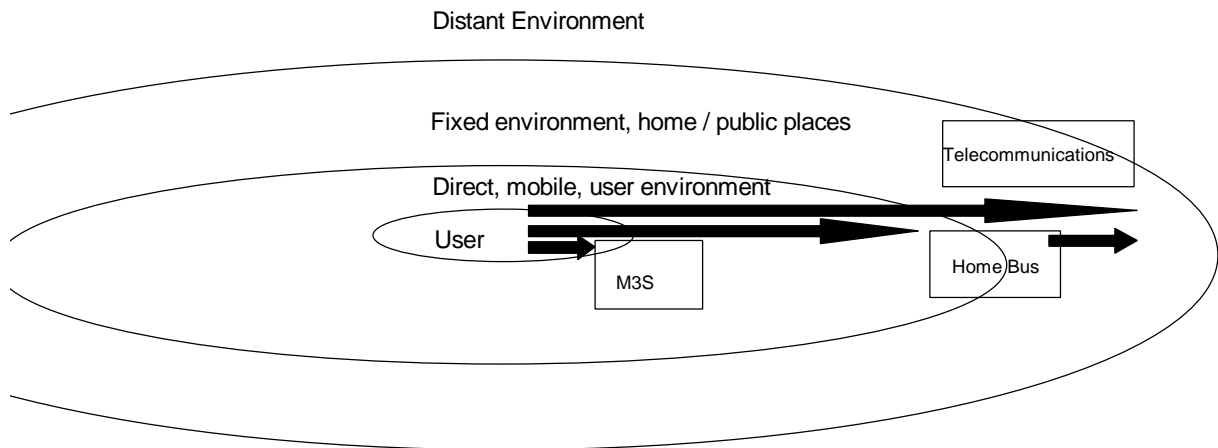 Distant Environment
Fixed environment, home / public places
Telecommunications
Direct, mobile, user environment
User
M3S
Home Bus